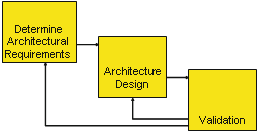 Determine
Architectural
Requirements
Architecture
Design
Validation